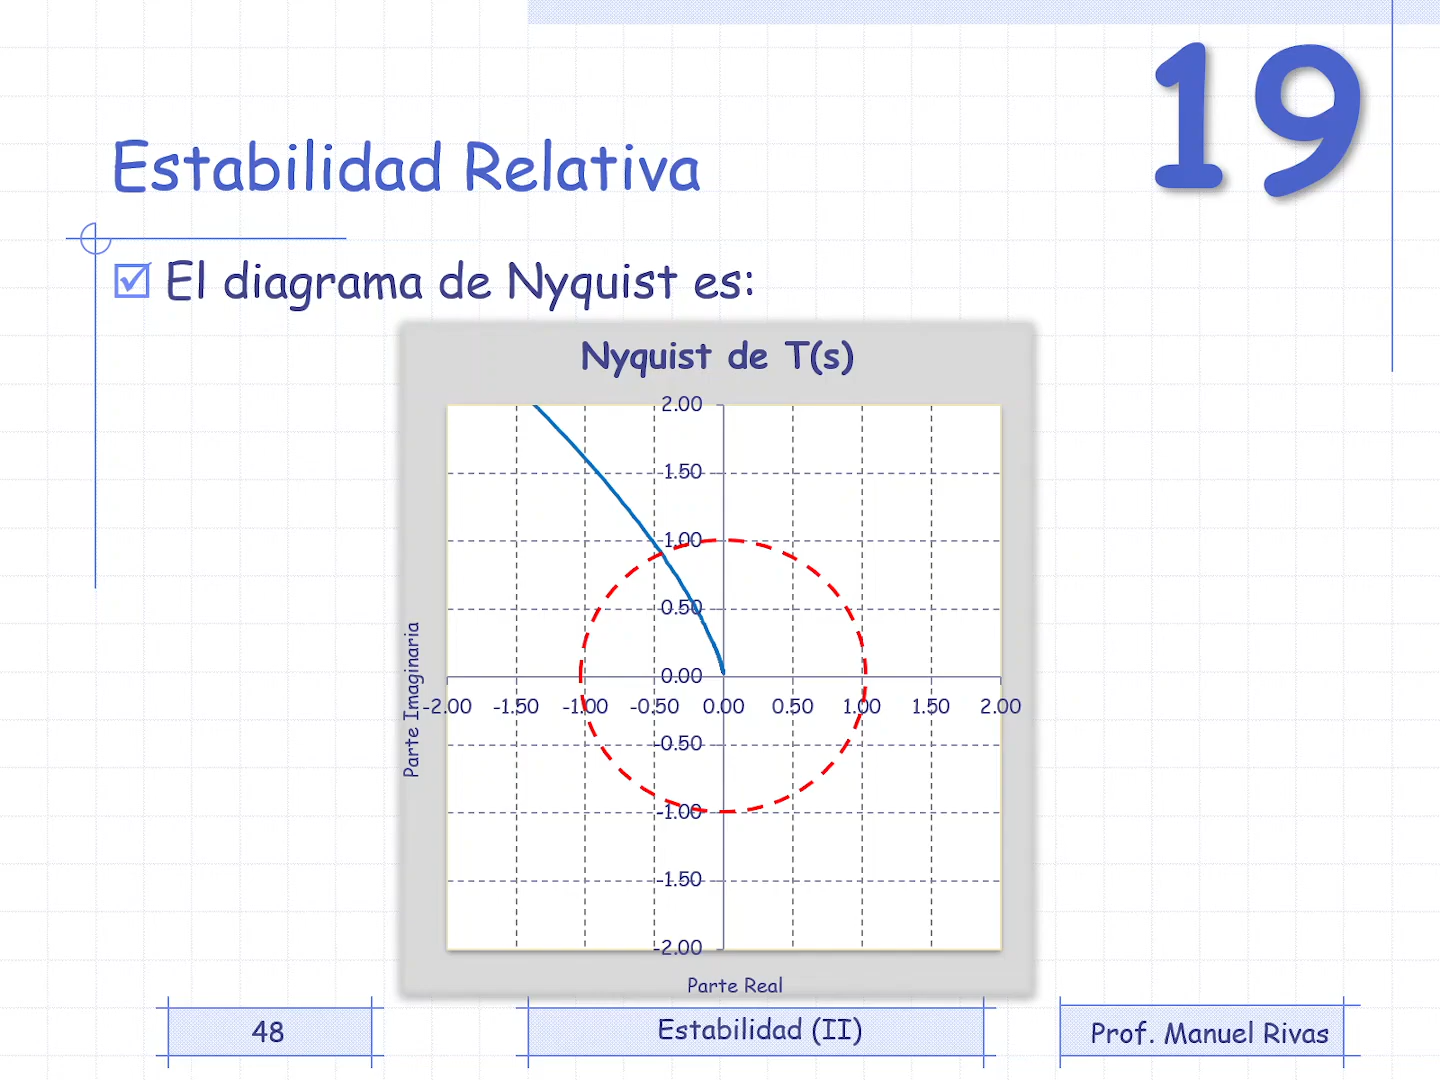 19
Estabilidad Relativa
El diagrama de Nyquist es:
Nyquist de T(s)
2.00
1.50
1.00
0.50
0.00
-2.00 -1.50 -1.00 -0.50 0.00 0.50 1.00 1.50 2.00
-0.50
-1.00
-1.50
-2.00
Parte Imaginaria
Parte Real
48
Estabilidad (II)
Prof. Manuel Rivas